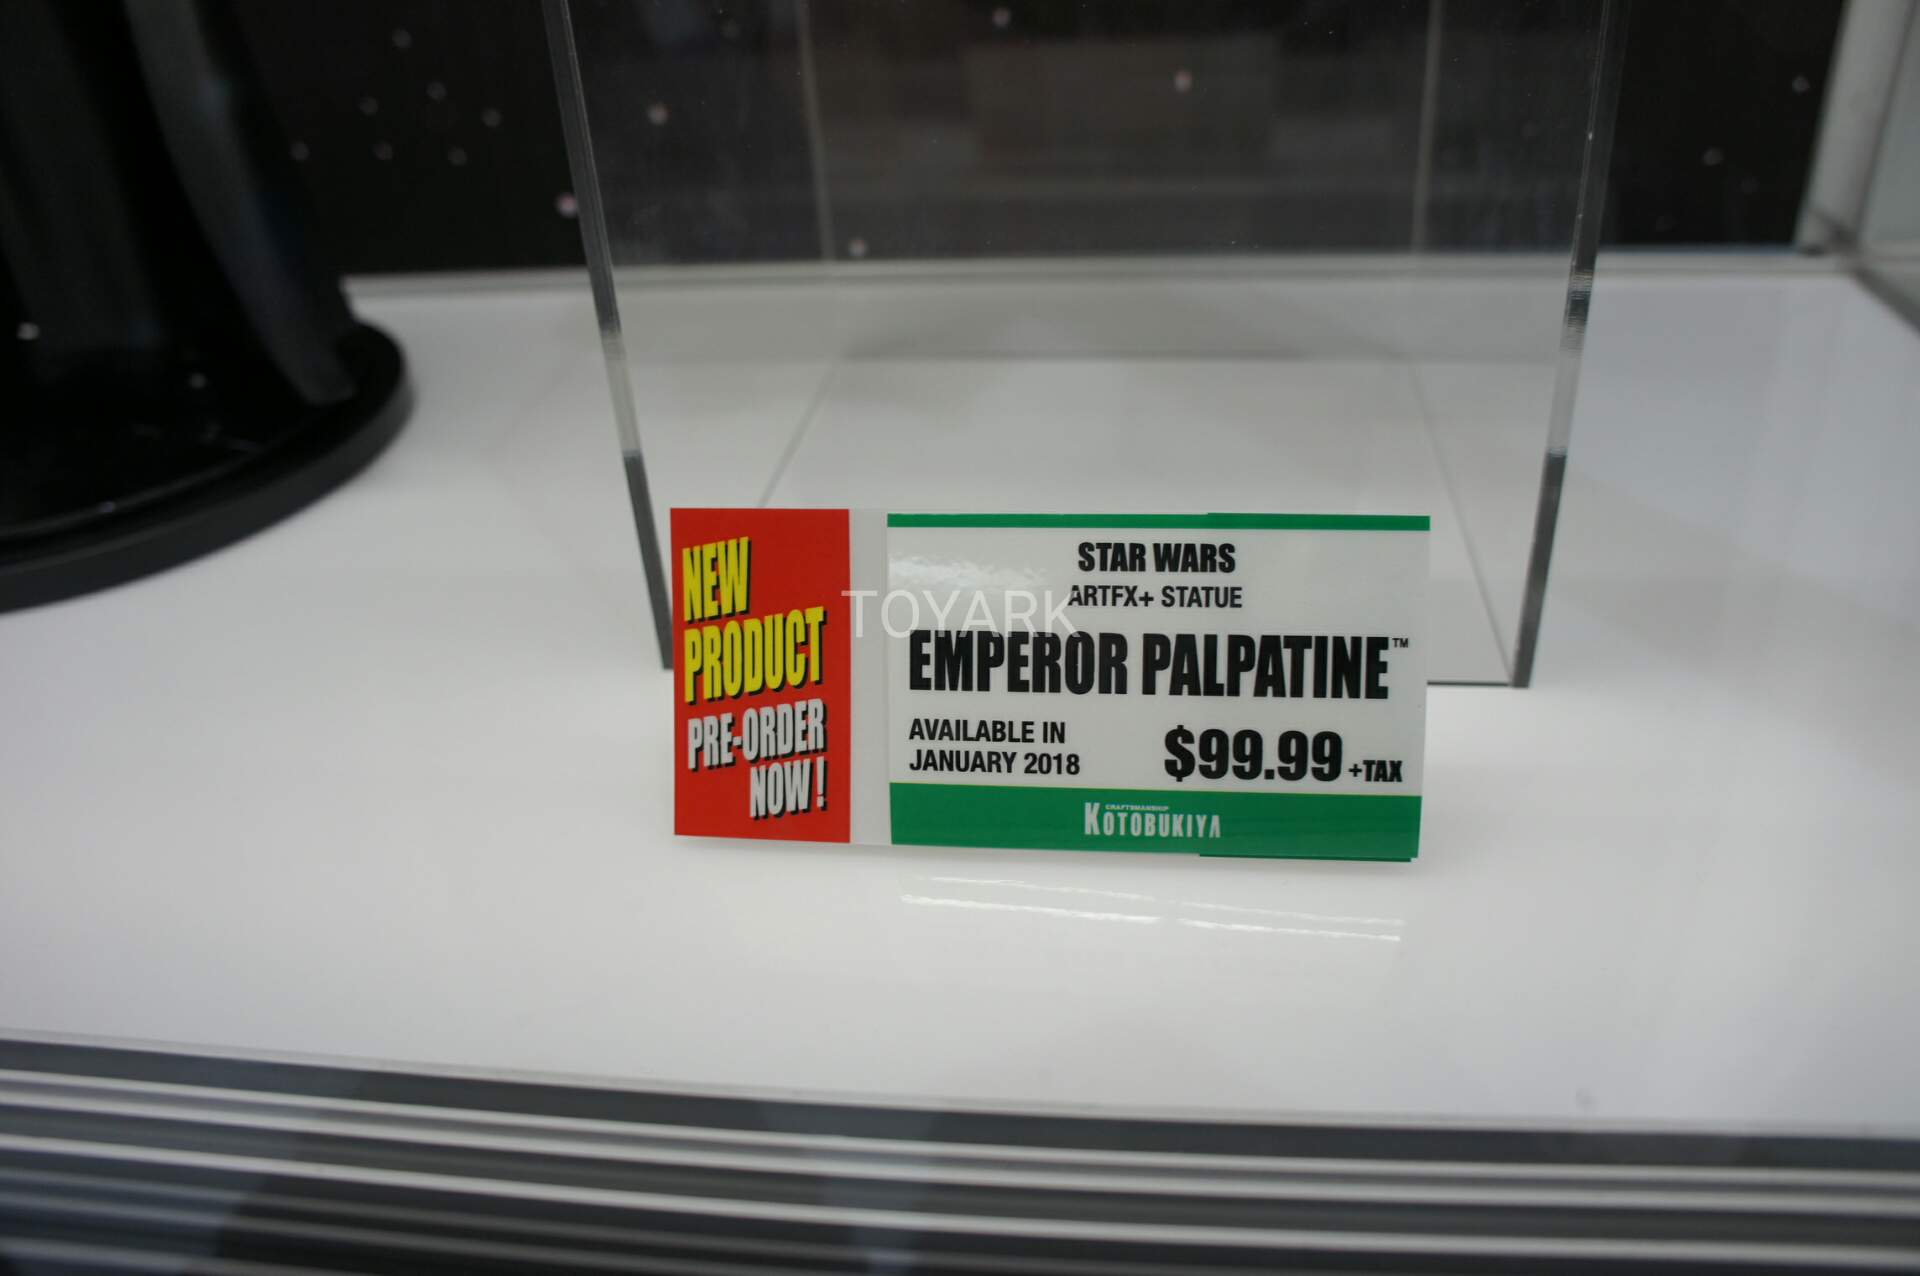 NEW
PRODUCT
PRE-ORDER
NOW!
TOYARK
STAR WARS
ARTFX+ STATUE
EMPEROR PALPATINE™
AVAILABLE IN
JANUARY 2018
$99.99 +TAX
CRAFTSMANSHIP
KOTOBUKIYA